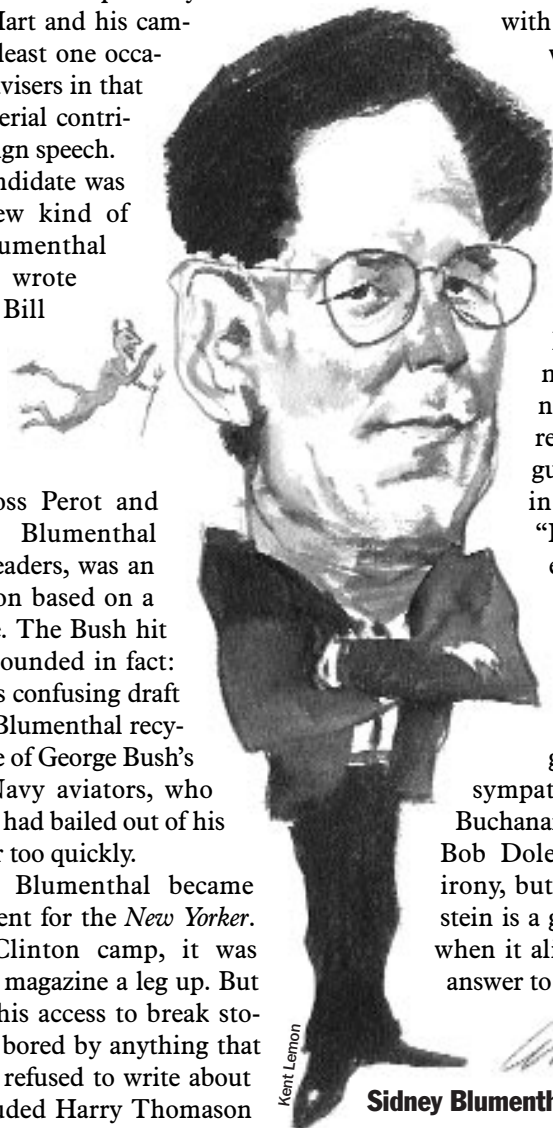 Hart and his cam-
least one occa-
visers in that
erial contri-
ign speech.
ndidate was
ew kind of
lumenthal
wrote
Bill
oss Perot and
Blumenthal
eaders, was an
on based on a
e. The Bush hit
ounded in fact:
s confusing draft
Blumenthal recy-
e of George Bush's
Navy aviators, who
had bailed out of his
r too quickly.
Blumenthal became
ent for the New Yorker.
Clinton camp, it was
magazine a leg up. But
his access to break sto-
bored by anything that
refused to write about
uded Harry Thomason
with
re
gu
in
e
g
sympat
Buchana
Bob Dole
irony, but
stein is a g
when it ali
answer to
Kent Lemon
Sidney Blumenth